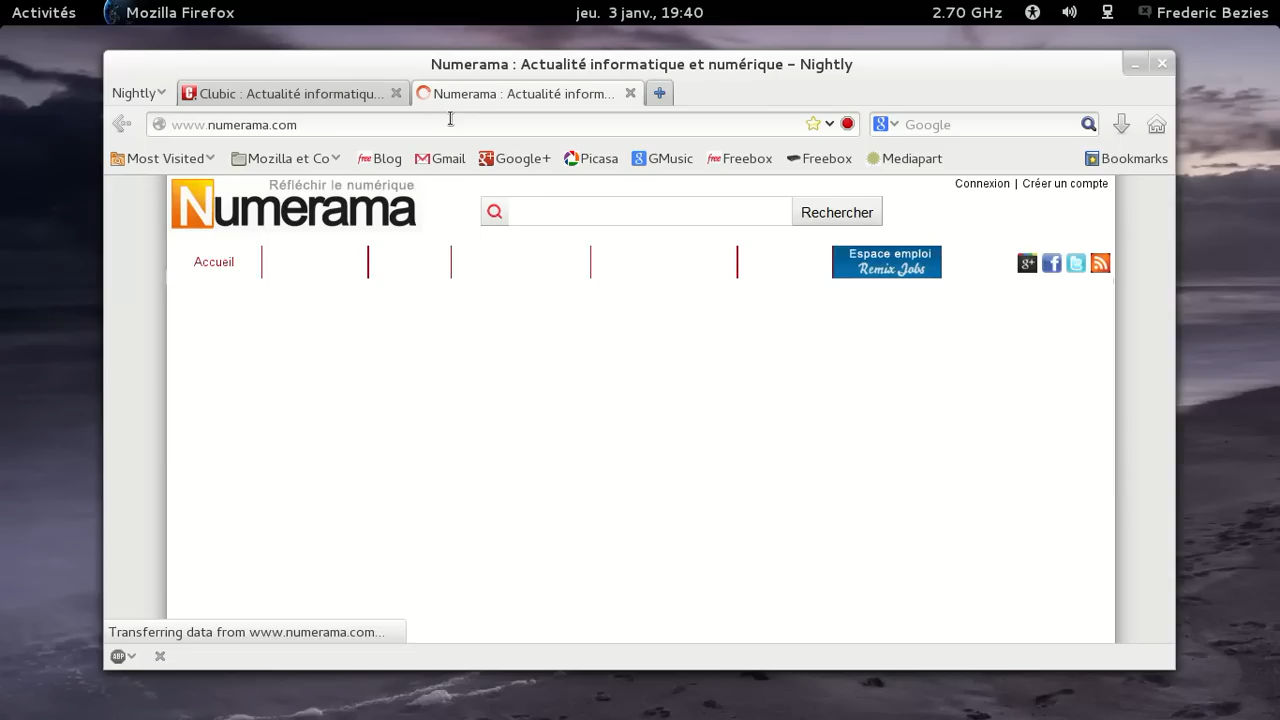 Activités Mozilla Firefox jeu. 3 janv., 19:40 2.70 GHz Frederic Bezies
Numerama : Actualité informatique et numérique – Nightly
Nightly Clubic : Actualité informatiqu... Numerama : Actualité inform...
www.numerama.com Google
Most Visited Mozilla et Co free Blog Gmail Google+ Picasa GMusic free Freebox Freebox Mediapart Bookmarks
Réfléchir le numérique Connexion | Créer un compte
Numerama Rechercher
Accueil Espace emploi
Remix Jobs
Transferring data from www.numerama.com...
ABP